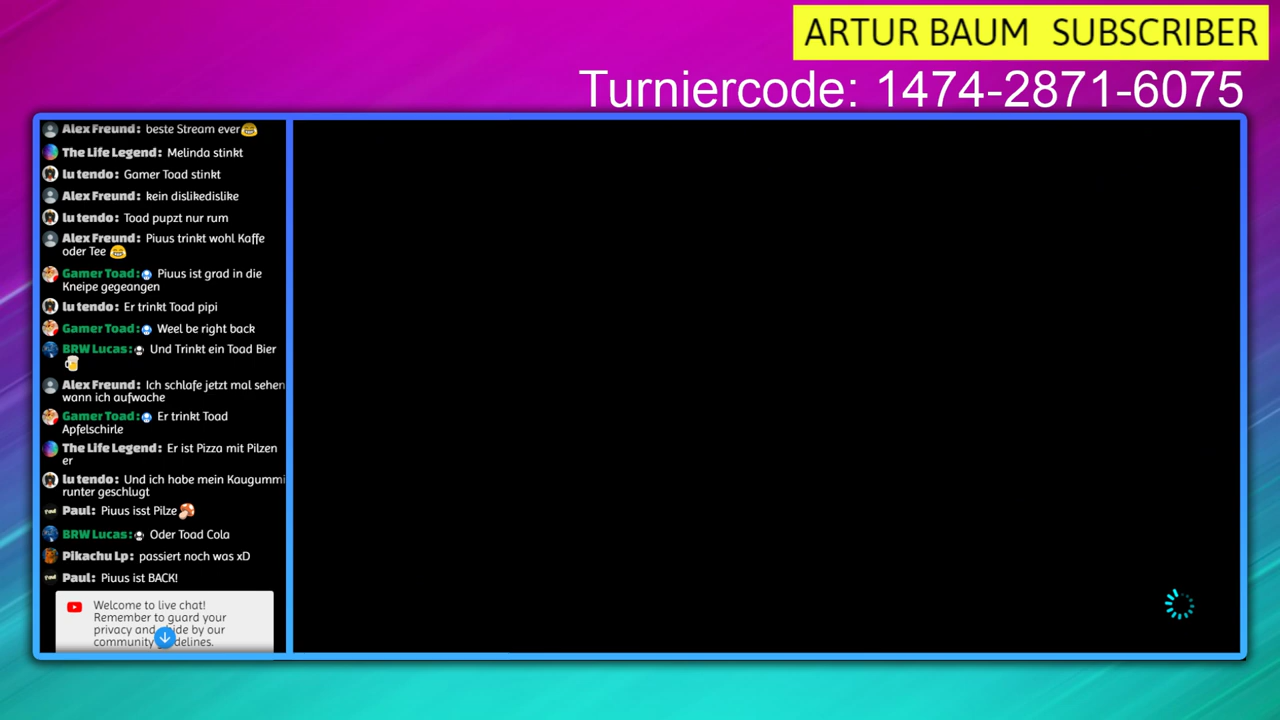 ARTUR BAUM SUBSCRIBER
Turniercode: 1474-2871-6075
Alex Freund: beste Stream ever😂
The Life Legend: Melinda stinkt
lu tendo: Gamer Toad stinkt
Alex Freund: kein dislikedislike
lu tendo: Toad pupzt nur rum
Alex Freund: Piuus trinkt wohl Kaffe
oder Tee 😂
Gamer Toad: Piuus ist grad in die
Kneipe gegeangen
lu tendo: Er trinkt Toad pipi
Gamer Toad: Weel be right back
BRW Lucas: Und Trinkt ein Toad Bier
🍺
Alex Freund: Ich schlafe jetzt mal sehen
wann ich aufwache
Gamer Toad: Er trinkt Toad
Apfelschirle
The Life Legend: Er ist Pizza mit Pilzen
er
lu tendo: Und ich habe mein Kaugummi
runter geschlugt
Paul: Piuus isst Pilze🍄
BRW Lucas: Oder Toad Cola
Pikachu Lp: passiert noch was xD
Paul: Piuus ist BACK!
Welcome to live chat!
Remember to guard your
privacy and abide by our
community guidelines.